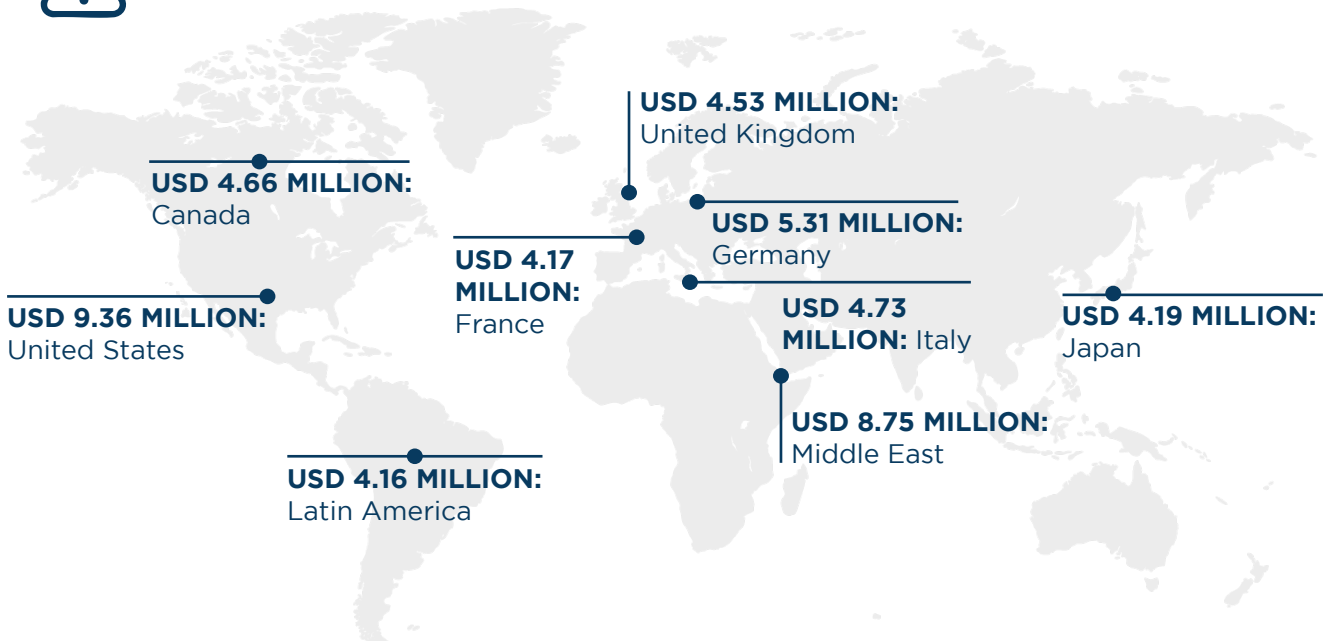 USD 4.53 MILLION:
United Kingdom
USD 4.66 MILLION:
Canada
USD 5.31 MILLION:
Germany
USD 4.17
MILLION:
France
USD 9.36 MILLION:
United States
USD 4.73
MILLION: Italy
USD 4.19 MILLION:
Japan
USD 8.75 MILLION:
Middle East
USD 4.16 MILLION:
Latin America